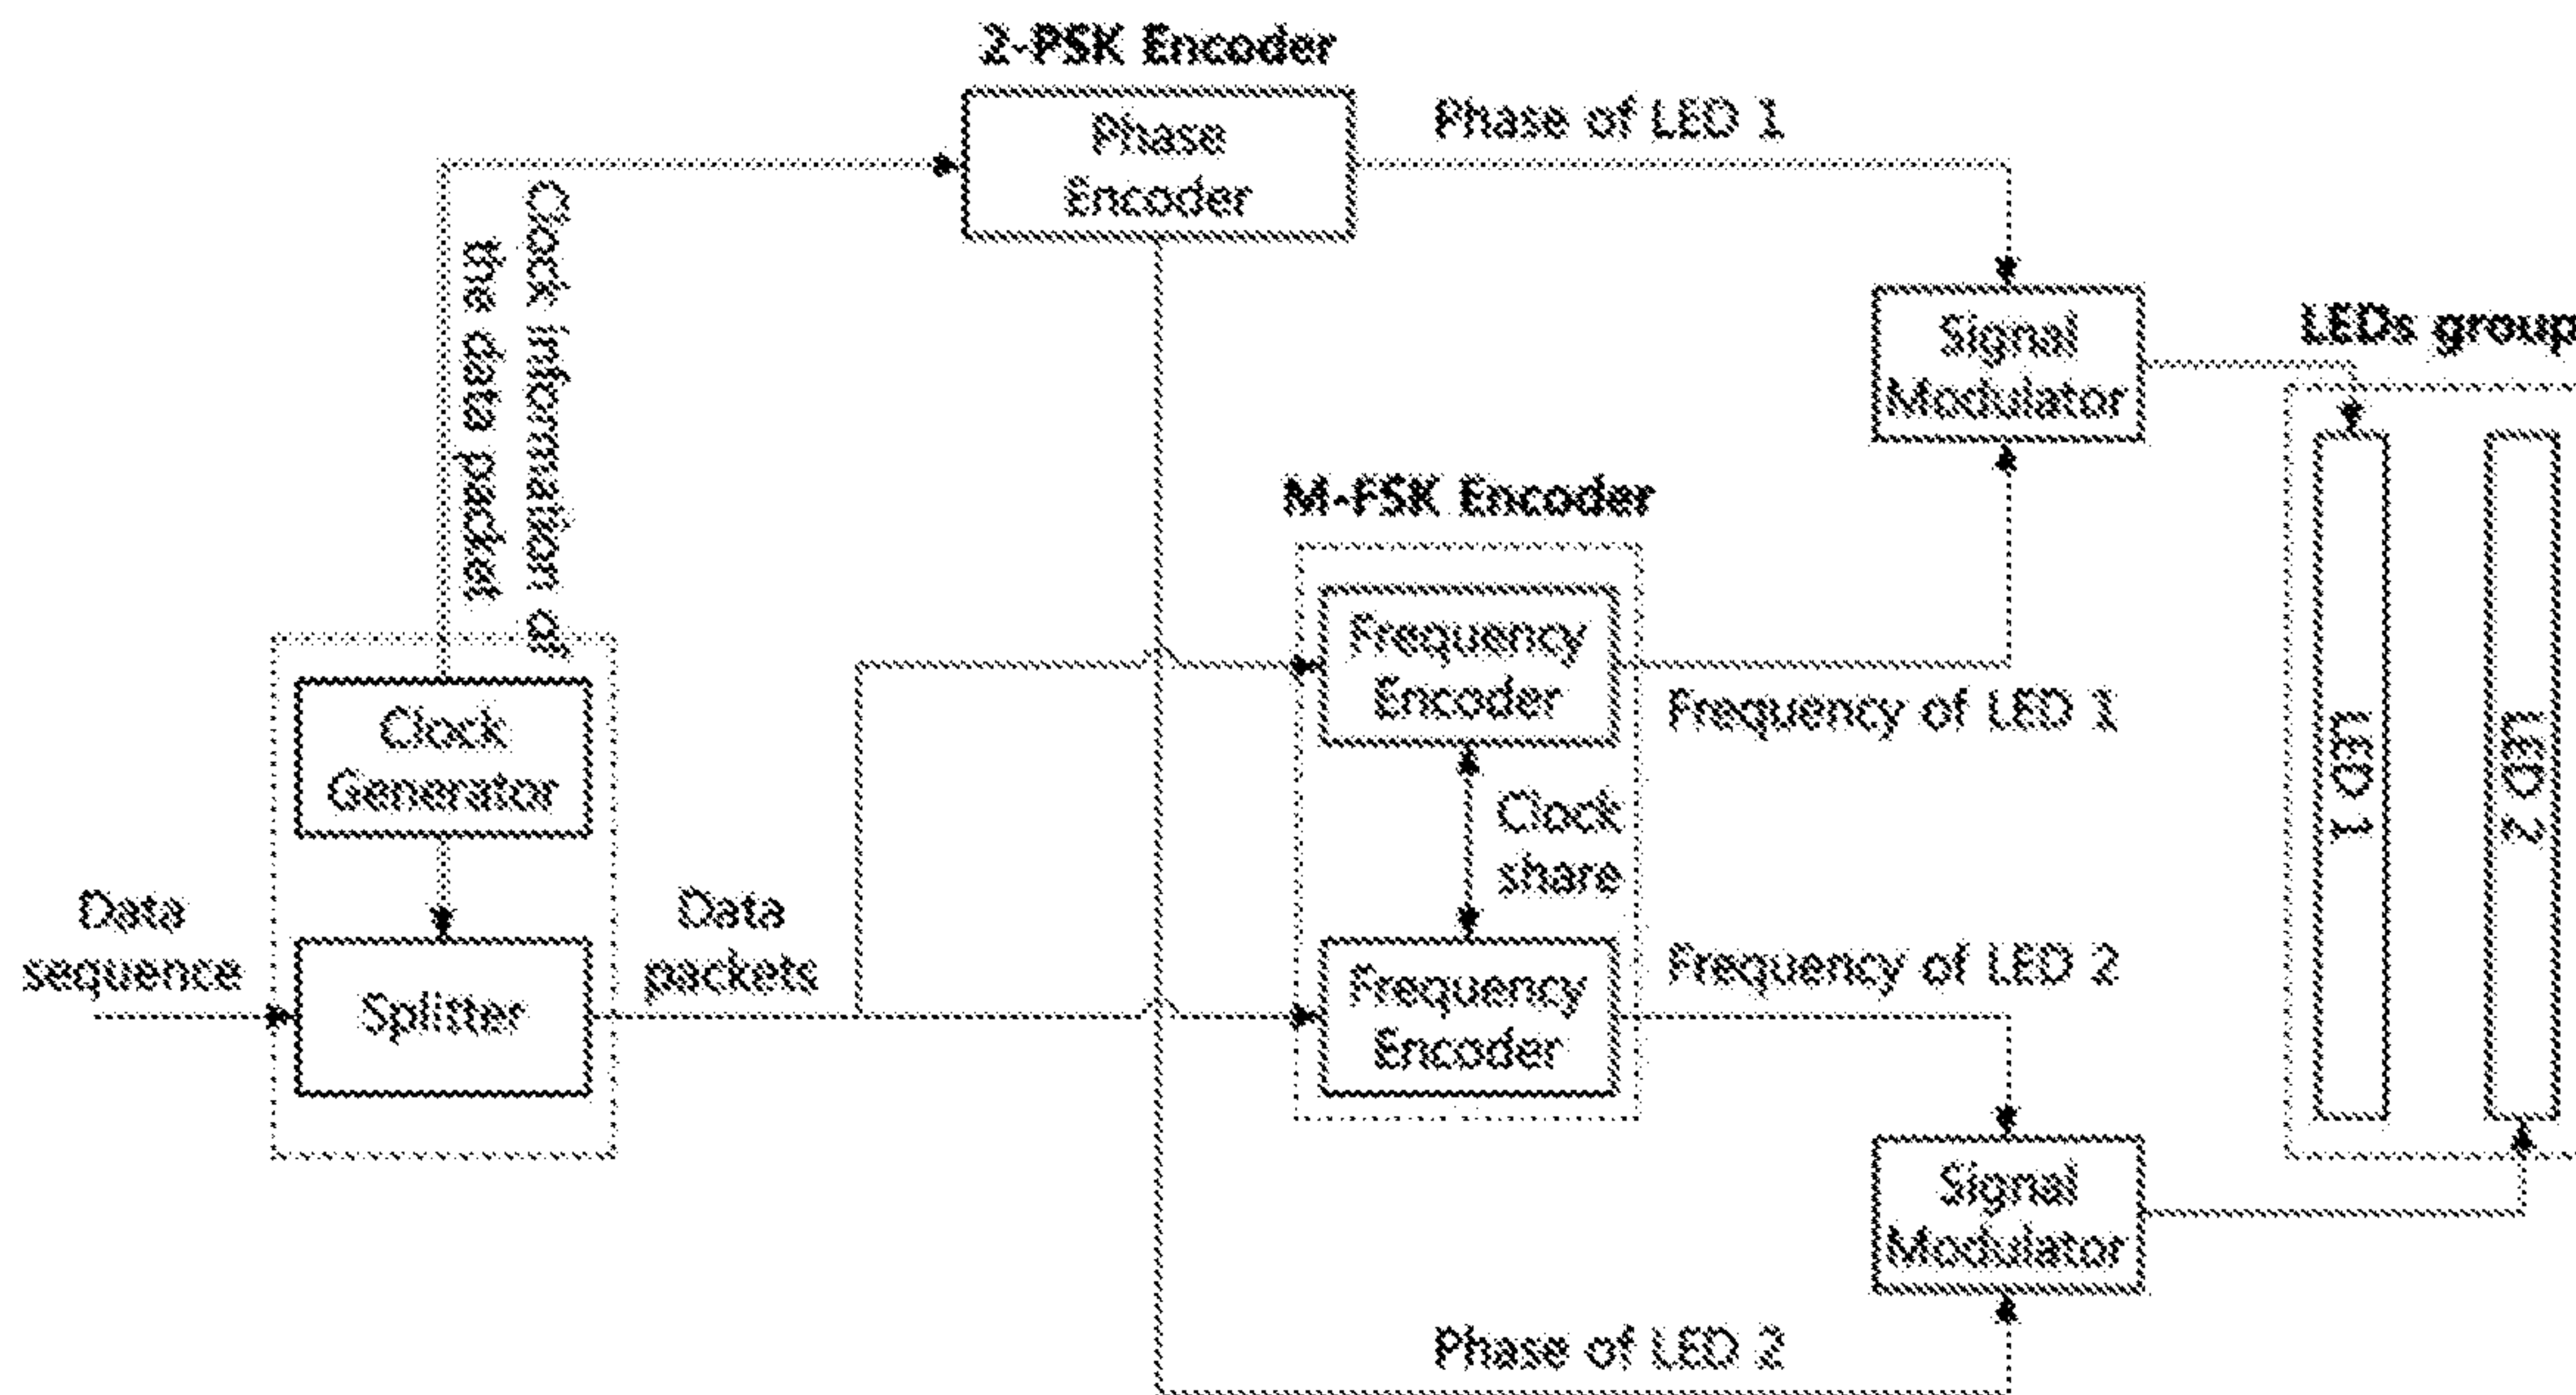 2-PSK Encoder
Phase
Encoder
Phase of LED 1
Clock information of
the data packet
Signal
Modulator
LEDs group
M-FSK Encoder
Frequency
Encoder
Frequency of LED 1
Clock
Generator
Clock
share
LED 1
LED 2
Data
sequence
Splitter
Data
packets
Frequency
Encoder
Frequency of LED 2
Signal
Modulator
Phase of LED 2